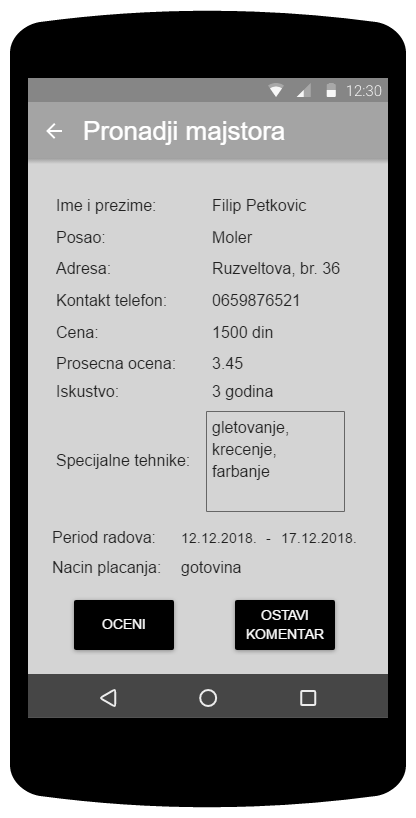 12:30
Pronadji majstora
Ime i prezime: Filip Petkovic
Posao: Moler
Adresa: Ruzveltova, br. 36
Kontakt telefon: 0659876521
Cena: 1500 din
Prosecna ocena: 3.45
Iskustvo: 3 godina
Specijalne tehnike:
gletovanje,
krecenje,
farbanje
Period radova: 12.12.2018. - 17.12.2018.
Nacin placanja: gotovina
OCENI
OSTAVI
KOMENTAR